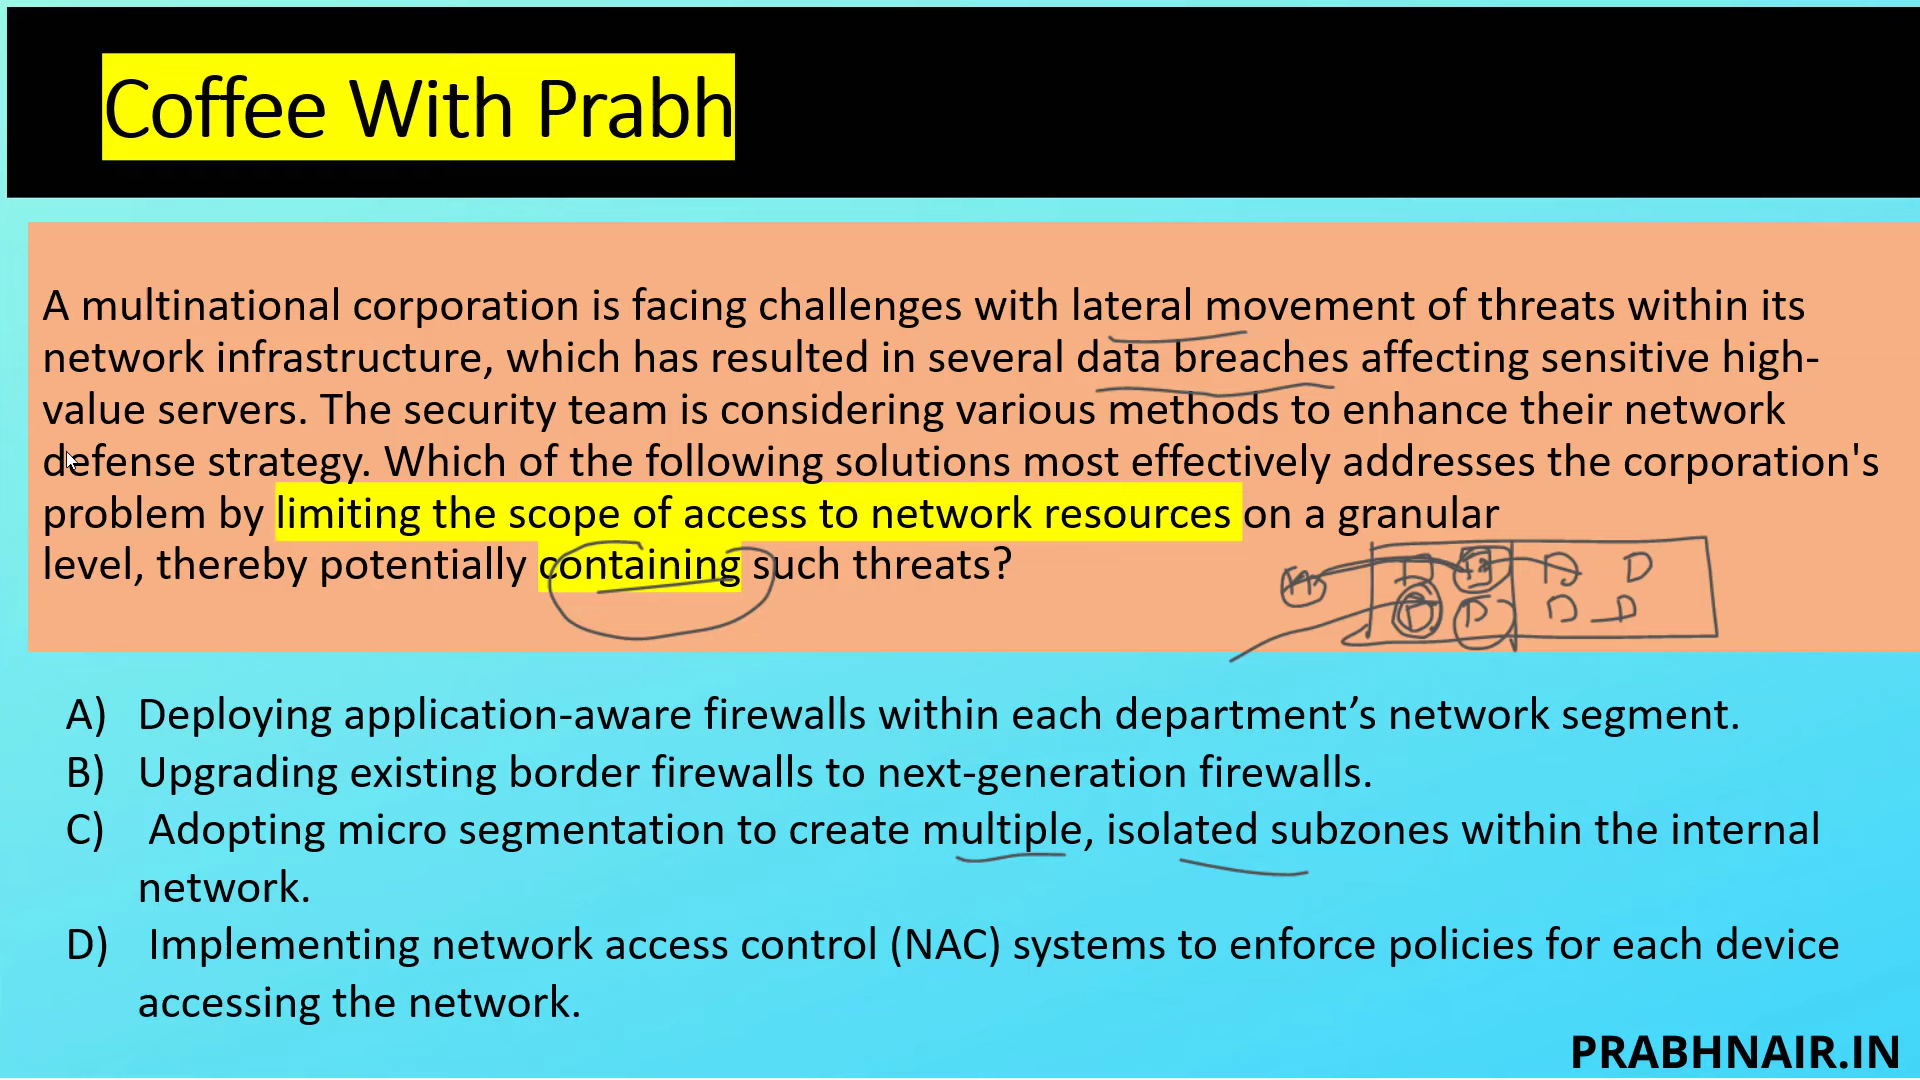 Coffee With Prabh
A multinational corporation is facing challenges with lateral movement of threats within its
network infrastructure, which has resulted in several data breaches affecting sensitive high-
value servers. The security team is considering various methods to enhance their network
defense strategy. Which of the following solutions most effectively addresses the corporation's
problem by limiting the scope of access to network resources on a granular
level, thereby potentially containing such threats?
D D
D D
A) Deploying application-aware firewalls within each department’s network segment.
B) Upgrading existing border firewalls to next-generation firewalls.
C) Adopting micro segmentation to create multiple, isolated subzones within the internal
network.
D) Implementing network access control (NAC) systems to enforce policies for each device
accessing the network.
PRABHNAIR.IN